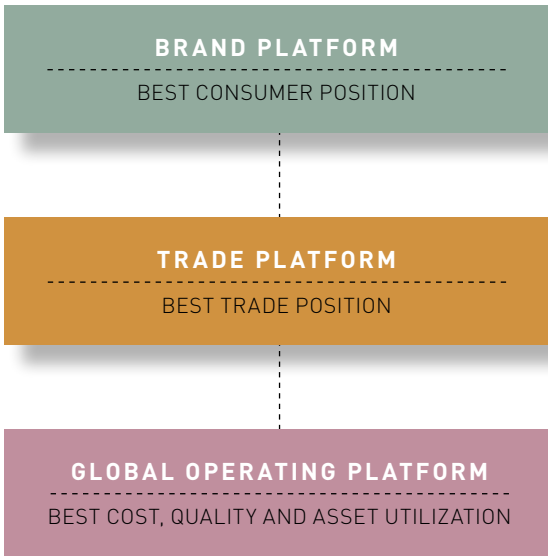 BRAND PLATFORM
BEST CONSUMER POSITION
TRADE PLATFORM
BEST TRADE POSITION
GLOBAL OPERATING PLATFORM
BEST COST, QUALITY AND ASSET UTILIZATION